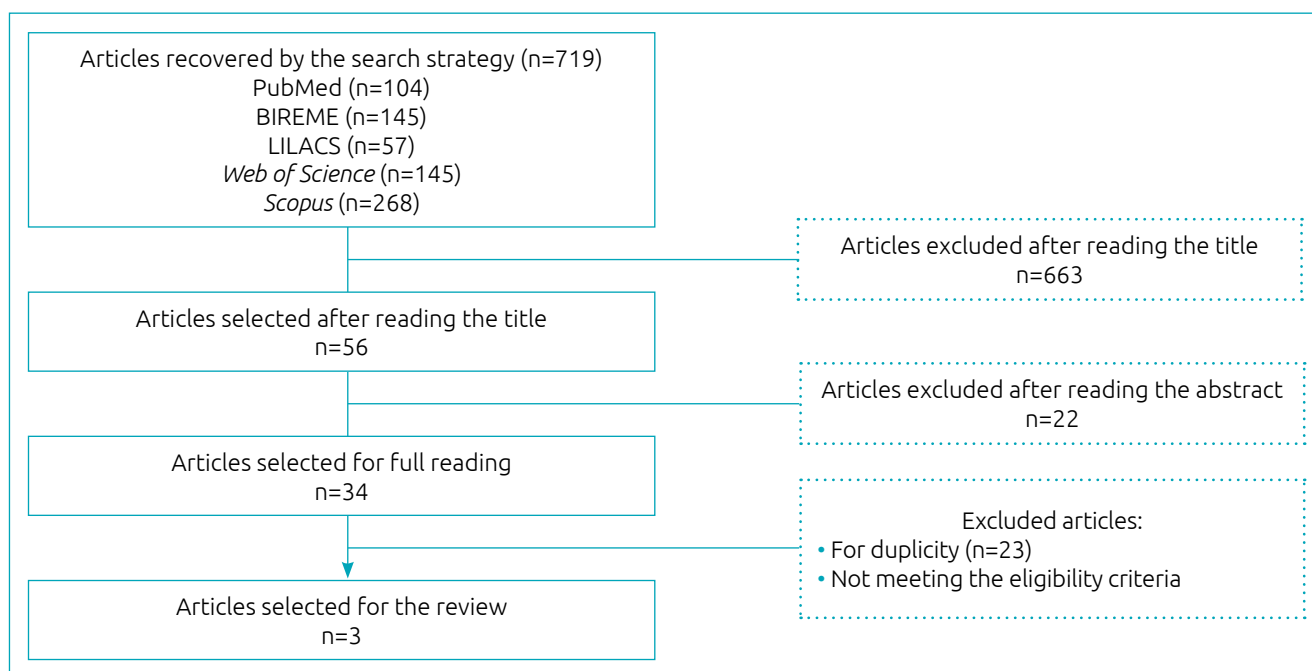 Articles recovered by the search strategy (n=719)
PubMed (n=104)
BIREME (n=145)
LILACS (n=57)
Web of Science (n=145)
Scopus (n=268)
Articles excluded after reading the title
n=663
Articles selected after reading the title
n=56
Articles excluded after reading the abstract
n=22
Articles selected for full reading
n=34
Excluded articles:
• For duplicity (n=23)
• Not meeting the eligibility criteria
Articles selected for the review
n=3